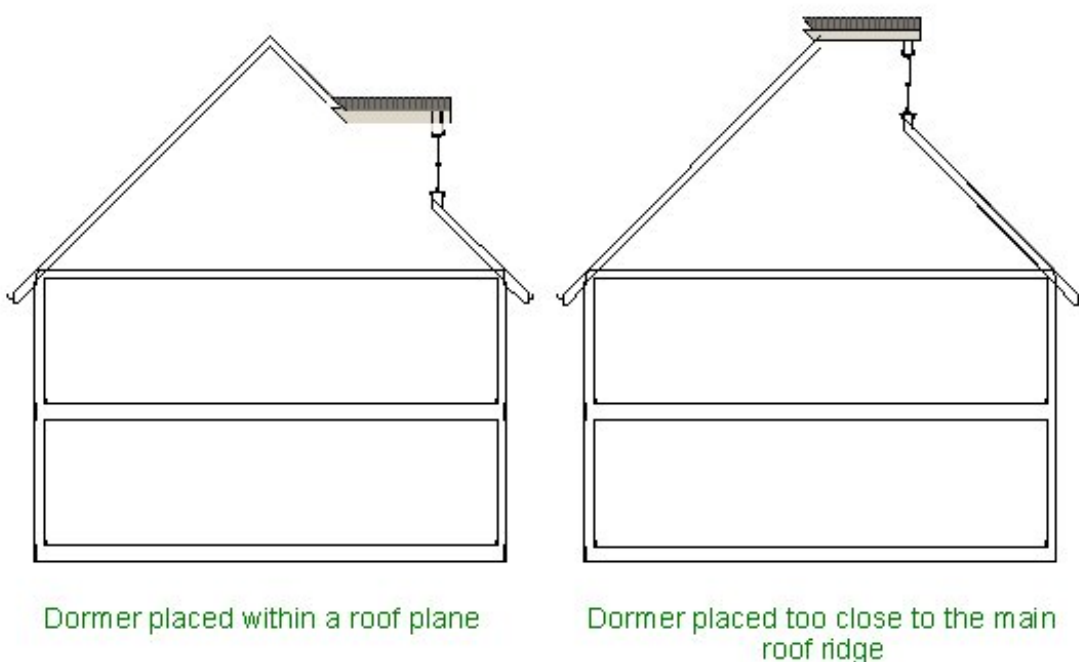 Dormer placed within a roof plane
Dormer placed too close to the main
roof ridge